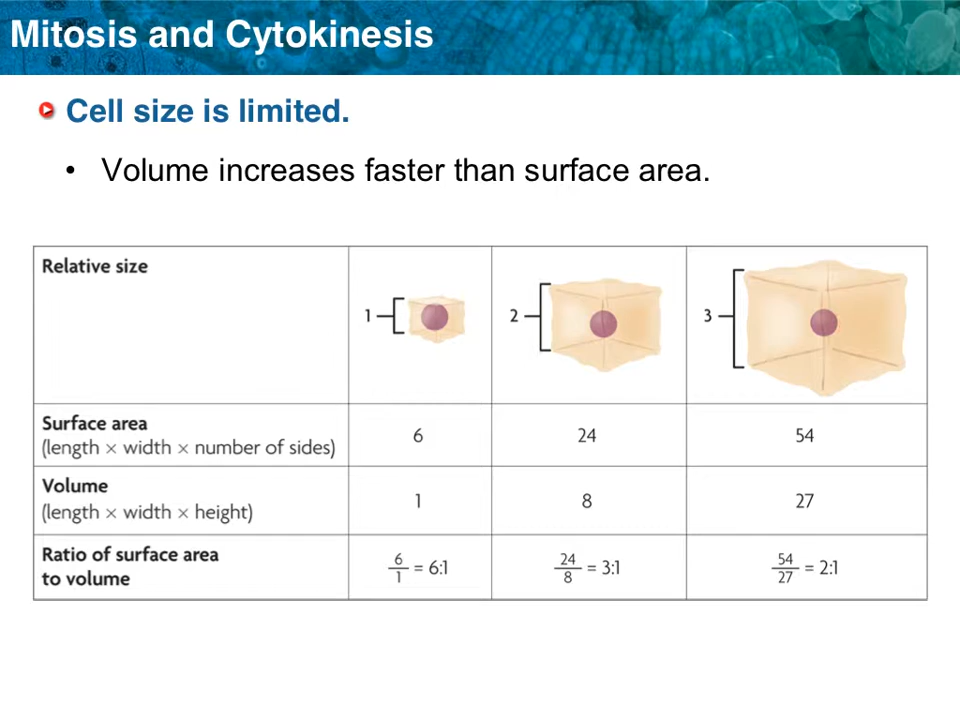 Mitosis and Cytokinesis
Cell size is limited.
• Volume increases faster than surface area.
Relative size
1
2
3
Surface area
(length × width × number of sides)
6
24
54
Volume
(length × width × height)
1
8
27
Ratio of surface area
to volume
6/1 = 6:1
24/8 = 3:1
54/27 = 2:1